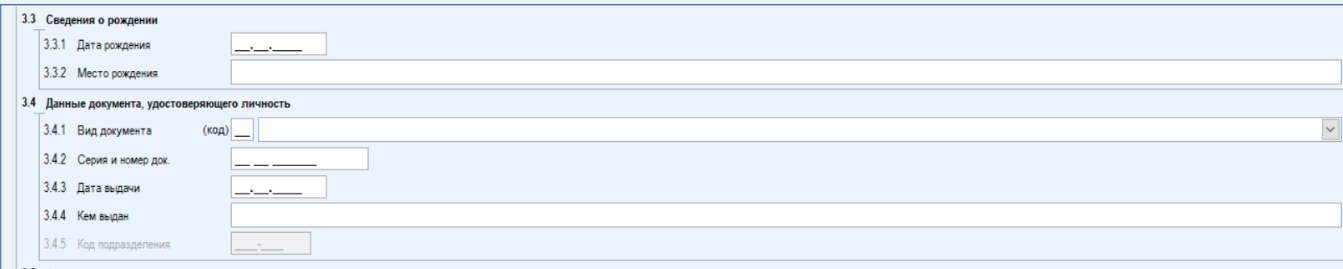 3.3 Сведения о рождении
3.3.1 Дата рождения __.__.____
3.3.2 Место рождения
3.4 Данные документа, удостоверяющего личность
3.4.1 Вид документа (код) __
3.4.2 Серия и номер док. __ __ ______
3.4.3 Дата выдачи __.__.____
3.4.4 Кем выдан
3.4.5 Код подразделения ___-___